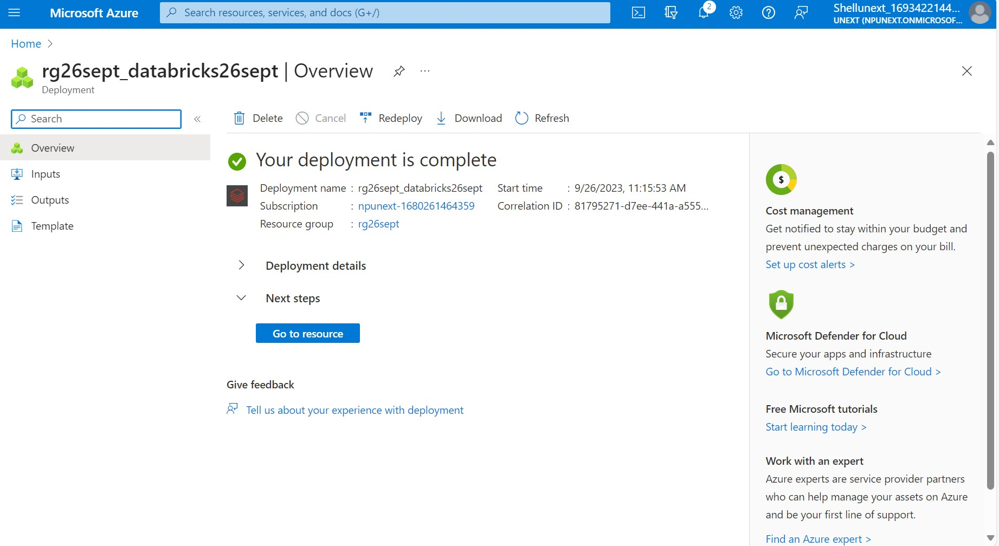 Microsoft Azure
Search resources, services, and docs (G+/)
2
Shellunext_1693422144...
UNEXT (NPUNEXT.ONMICROSOF...
Home
rg26sept_databricks26sept | Overview
...
Deployment
Search
«
Delete
Cancel
Redeploy
Download
Refresh
Overview
Inputs
Outputs
Template
Your deployment is complete
Deployment name : rg26sept_databricks26sept
Subscription : npunext-1680261464359
Resource group : rg26sept
Start time : 9/26/2023, 11:15:53 AM
Correlation ID : 81795271-d7ee-441a-a555...
Deployment details
Next steps
Go to resource
Give feedback
Tell us about your experience with deployment
$
Cost management
Get notified to stay within your budget and
prevent unexpected charges on your bill.
Set up cost alerts >
Microsoft Defender for Cloud
Secure your apps and infrastructure
Go to Microsoft Defender for Cloud >
Free Microsoft tutorials
Start learning today >
Work with an expert
Azure experts are service provider partners
who can help manage your assets on Azure
and be your first line of support.
Find an Azure expert >